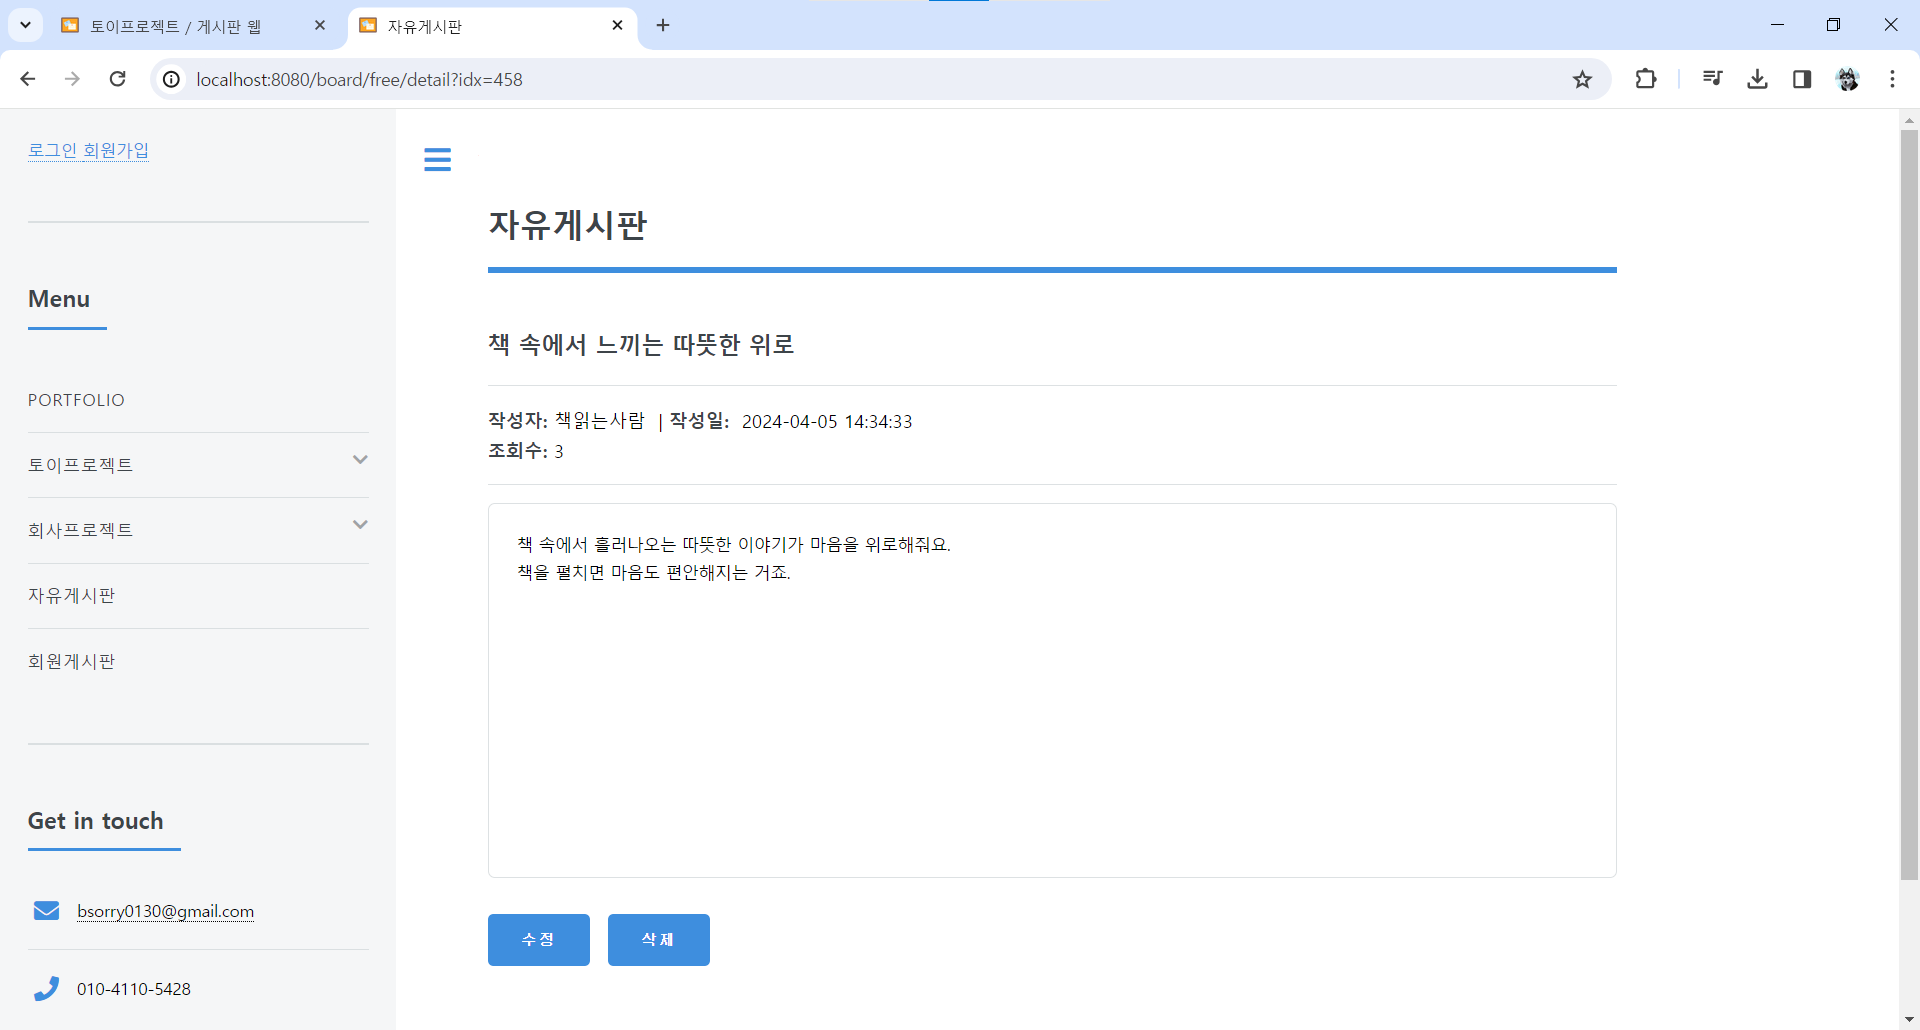 토이프로젝트 / 게시판 웹
자유게시판
localhost:8080/board/free/detail?idx=458
로그인 회원가입
Menu
PORTFOLIO
토이프로젝트
회사프로젝트
자유게시판
회원게시판
Get in touch
bsorry0130@gmail.com
010-4110-5428
자유게시판
책 속에서 느끼는 따뜻한 위로
작성자: 책읽는사람 | 작성일: 2024-04-05 14:34:33
조회수: 3
책 속에서 흘러나오는 따뜻한 이야기가 마음을 위로해줘요.
책을 펼치면 마음도 편안해지는 거죠.
수정 삭제